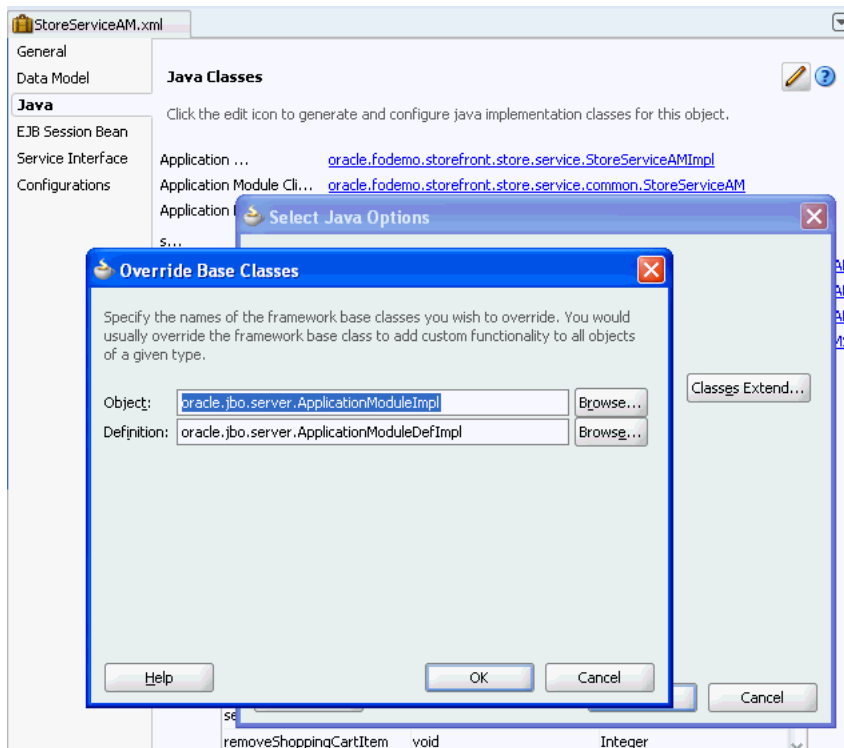 StoreServiceAM.xml
General
Data Model
Java
EJB Session Bean
Service Interface
Configurations
Java Classes
Click the edit icon to generate and configure java implementation classes for this object.
Application ... oracle.fodemo.storefront.store.service.StoreServiceAMImpl
Application Module Cli... oracle.fodemo.storefront.store.service.common.StoreServiceAM
Application
s...
Select Java Options
Override Base Classes
Specify the names of the framework base classes you wish to override. You would
usually override the framework base class to add custom functionality to all objects
of a given type.
Object: oracle.jbo.server.ApplicationModuleImpl Browse...
Definition: oracle.jbo.server.ApplicationModuleDefImpl Browse...
Classes Extend...
Help OK Cancel
Cancel
se
removeShoppingCartItem void Integer